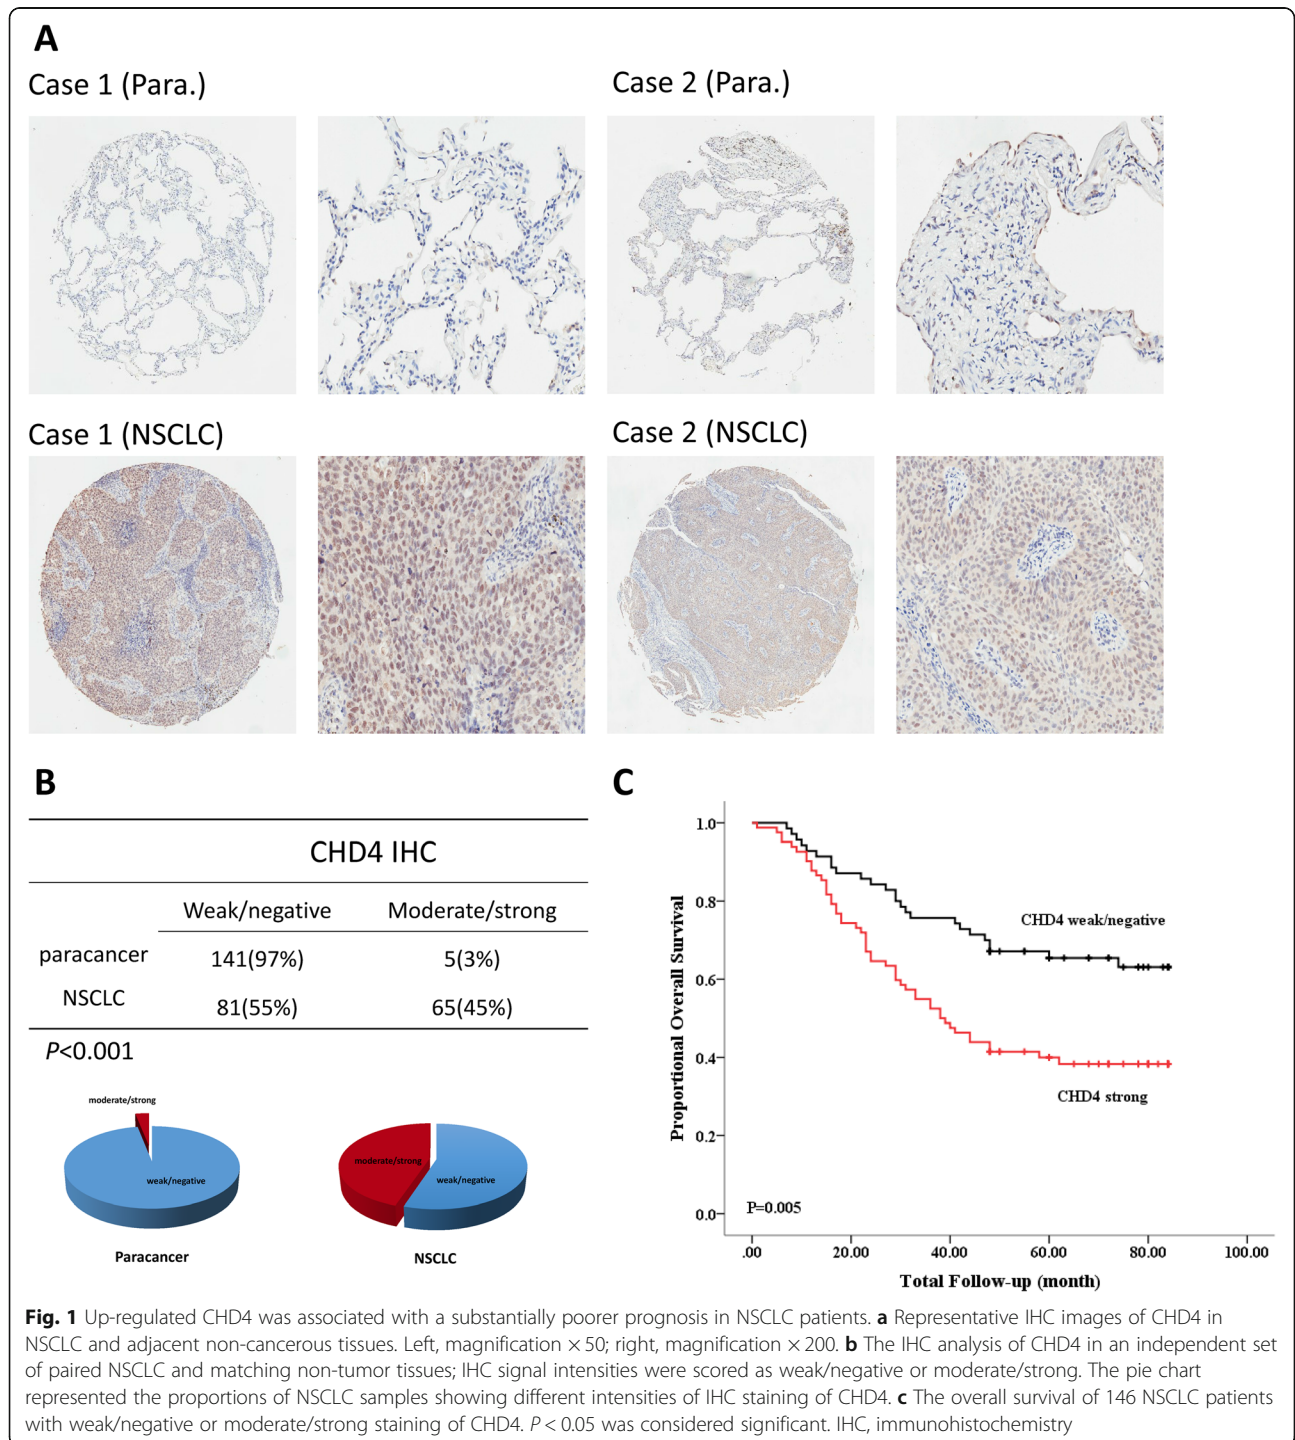 A
Case 1 (Para.)
Case 2 (Para.)
Case 1 (NSCLC)
Case 2 (NSCLC)
B
CHD4 IHC
Weak/negative Moderate/strong
paracancer 141(97%) 5(3%)
NSCLC 81(55%) 65(45%)
P<0.001
moderate/strong
weak/negative
Paracancer
moderate/strong
weak/negative
NSCLC
C
Proportional Overall Survival
1.0
0.8
0.6
0.4
0.2
0.0
CHD4 weak/negative
CHD4 strong
P=0.005
.00 20.00 40.00 60.00 80.00 100.00
Total Follow-up (month)
Fig. 1 Up-regulated CHD4 was associated with a substantially poorer prognosis in NSCLC patients. a Representative IHC images of CHD4 in
NSCLC and adjacent non-cancerous tissues. Left, magnification × 50; right, magnification × 200. b The IHC analysis of CHD4 in an independent set
of paired NSCLC and matching non-tumor tissues; IHC signal intensities were scored as weak/negative or moderate/strong. The pie chart
represented the proportions of NSCLC samples showing different intensities of IHC staining of CHD4. c The overall survival of 146 NSCLC patients
with weak/negative or moderate/strong staining of CHD4. P < 0.05 was considered significant. IHC, immunohistochemistry